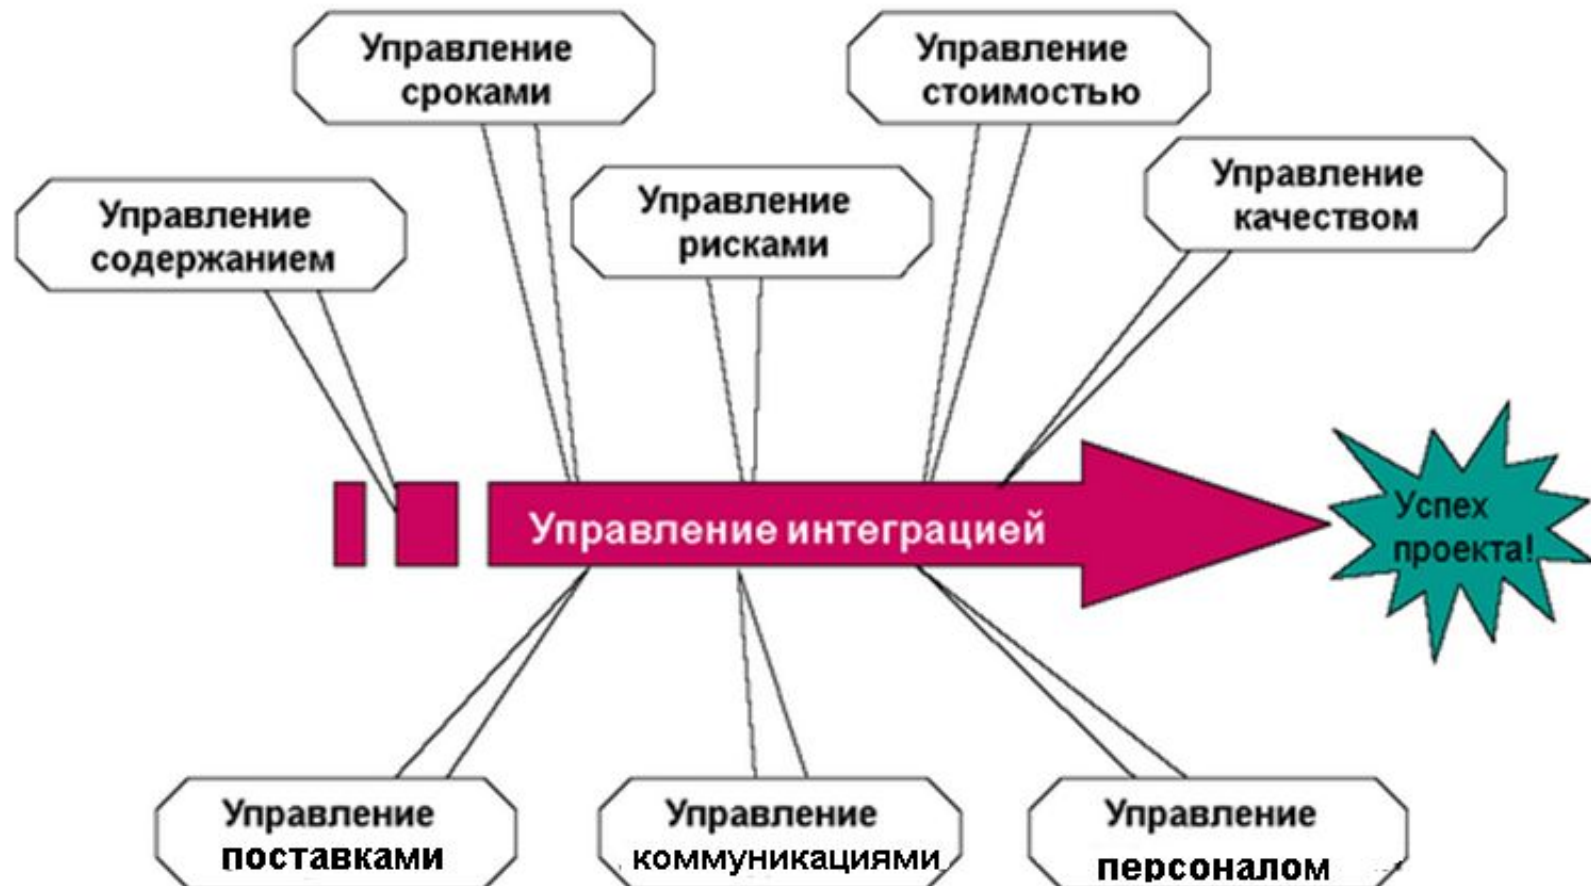 Управление
сроками
Управление
стоимостью
Управление
содержанием
Управление
рисками
Управление
качеством
Управление интеграцией
Успех
проекта!
Управление
поставками
Управление
коммуникациями
Управление
персоналом